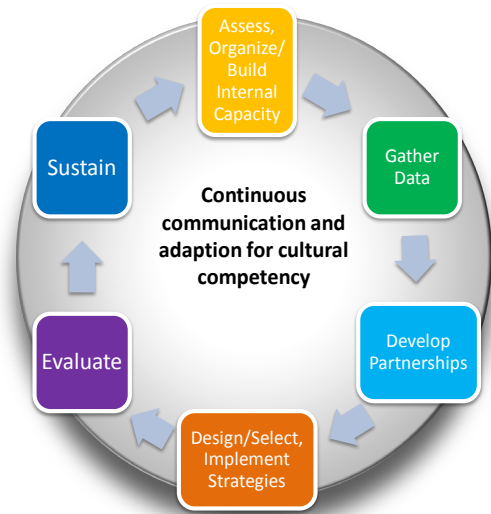 Assess,
Organize/
Build
Internal
Capacity
Gather
Data
Develop
Partnerships
Design/Select,
Implement
Strategies
Evaluate
Sustain
Continuous
communication and
adaption for cultural
competency